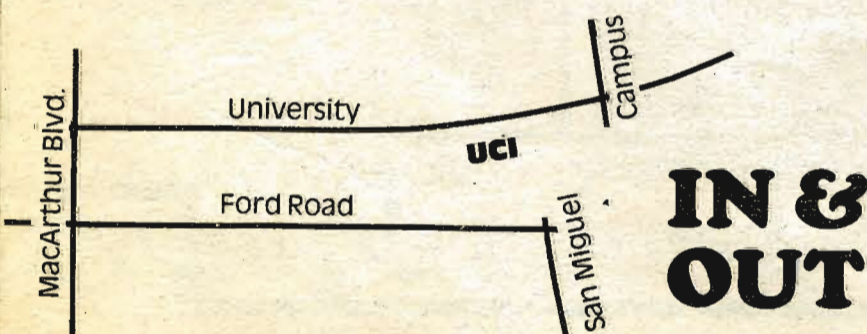 Campus
University
MacArthur Blvd.
UCI
Ford Road
San Miguel
IN &
OUT